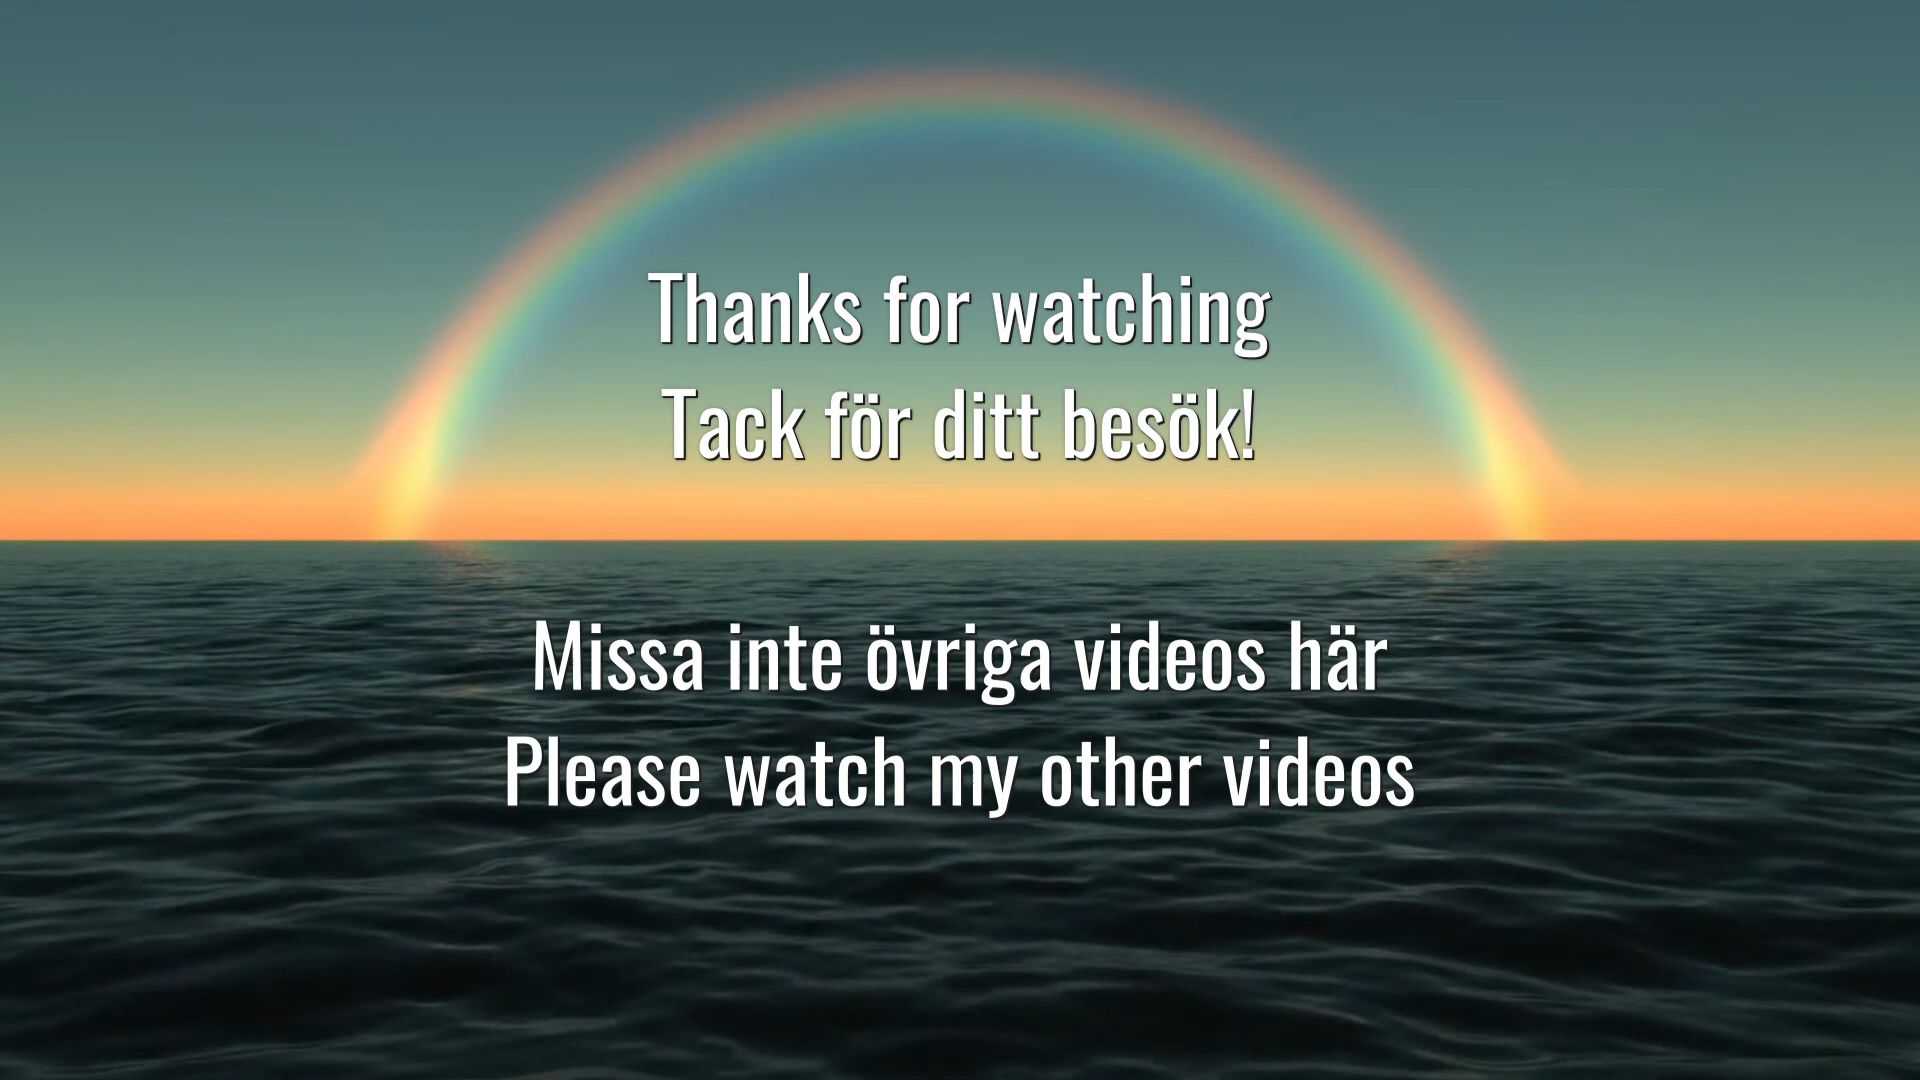 Thanks for watching
Tack för ditt besök!
Missa inte övriga videos här
Please watch my other videos